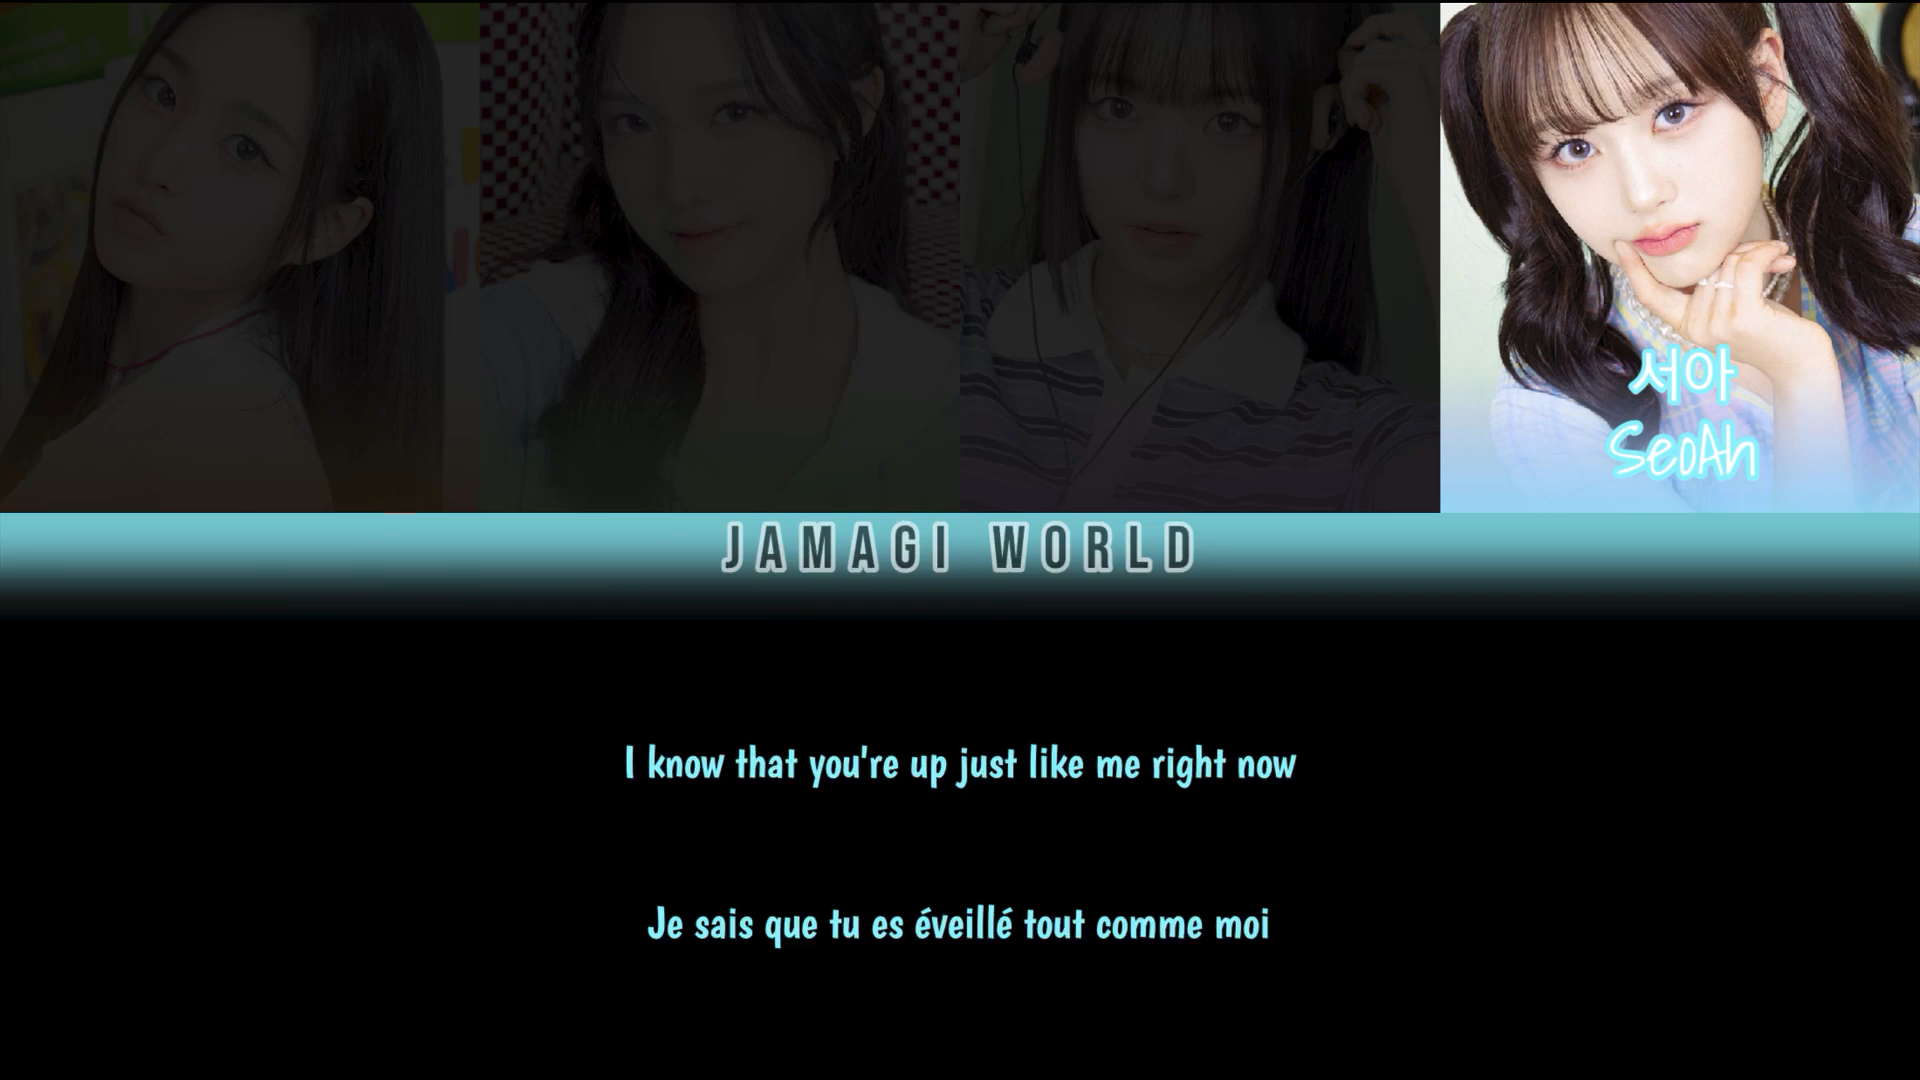 서아
SeoAh
JAMAGI WORLD
I know that you're up just like me right now
Je sais que tu es éveillé tout comme moi